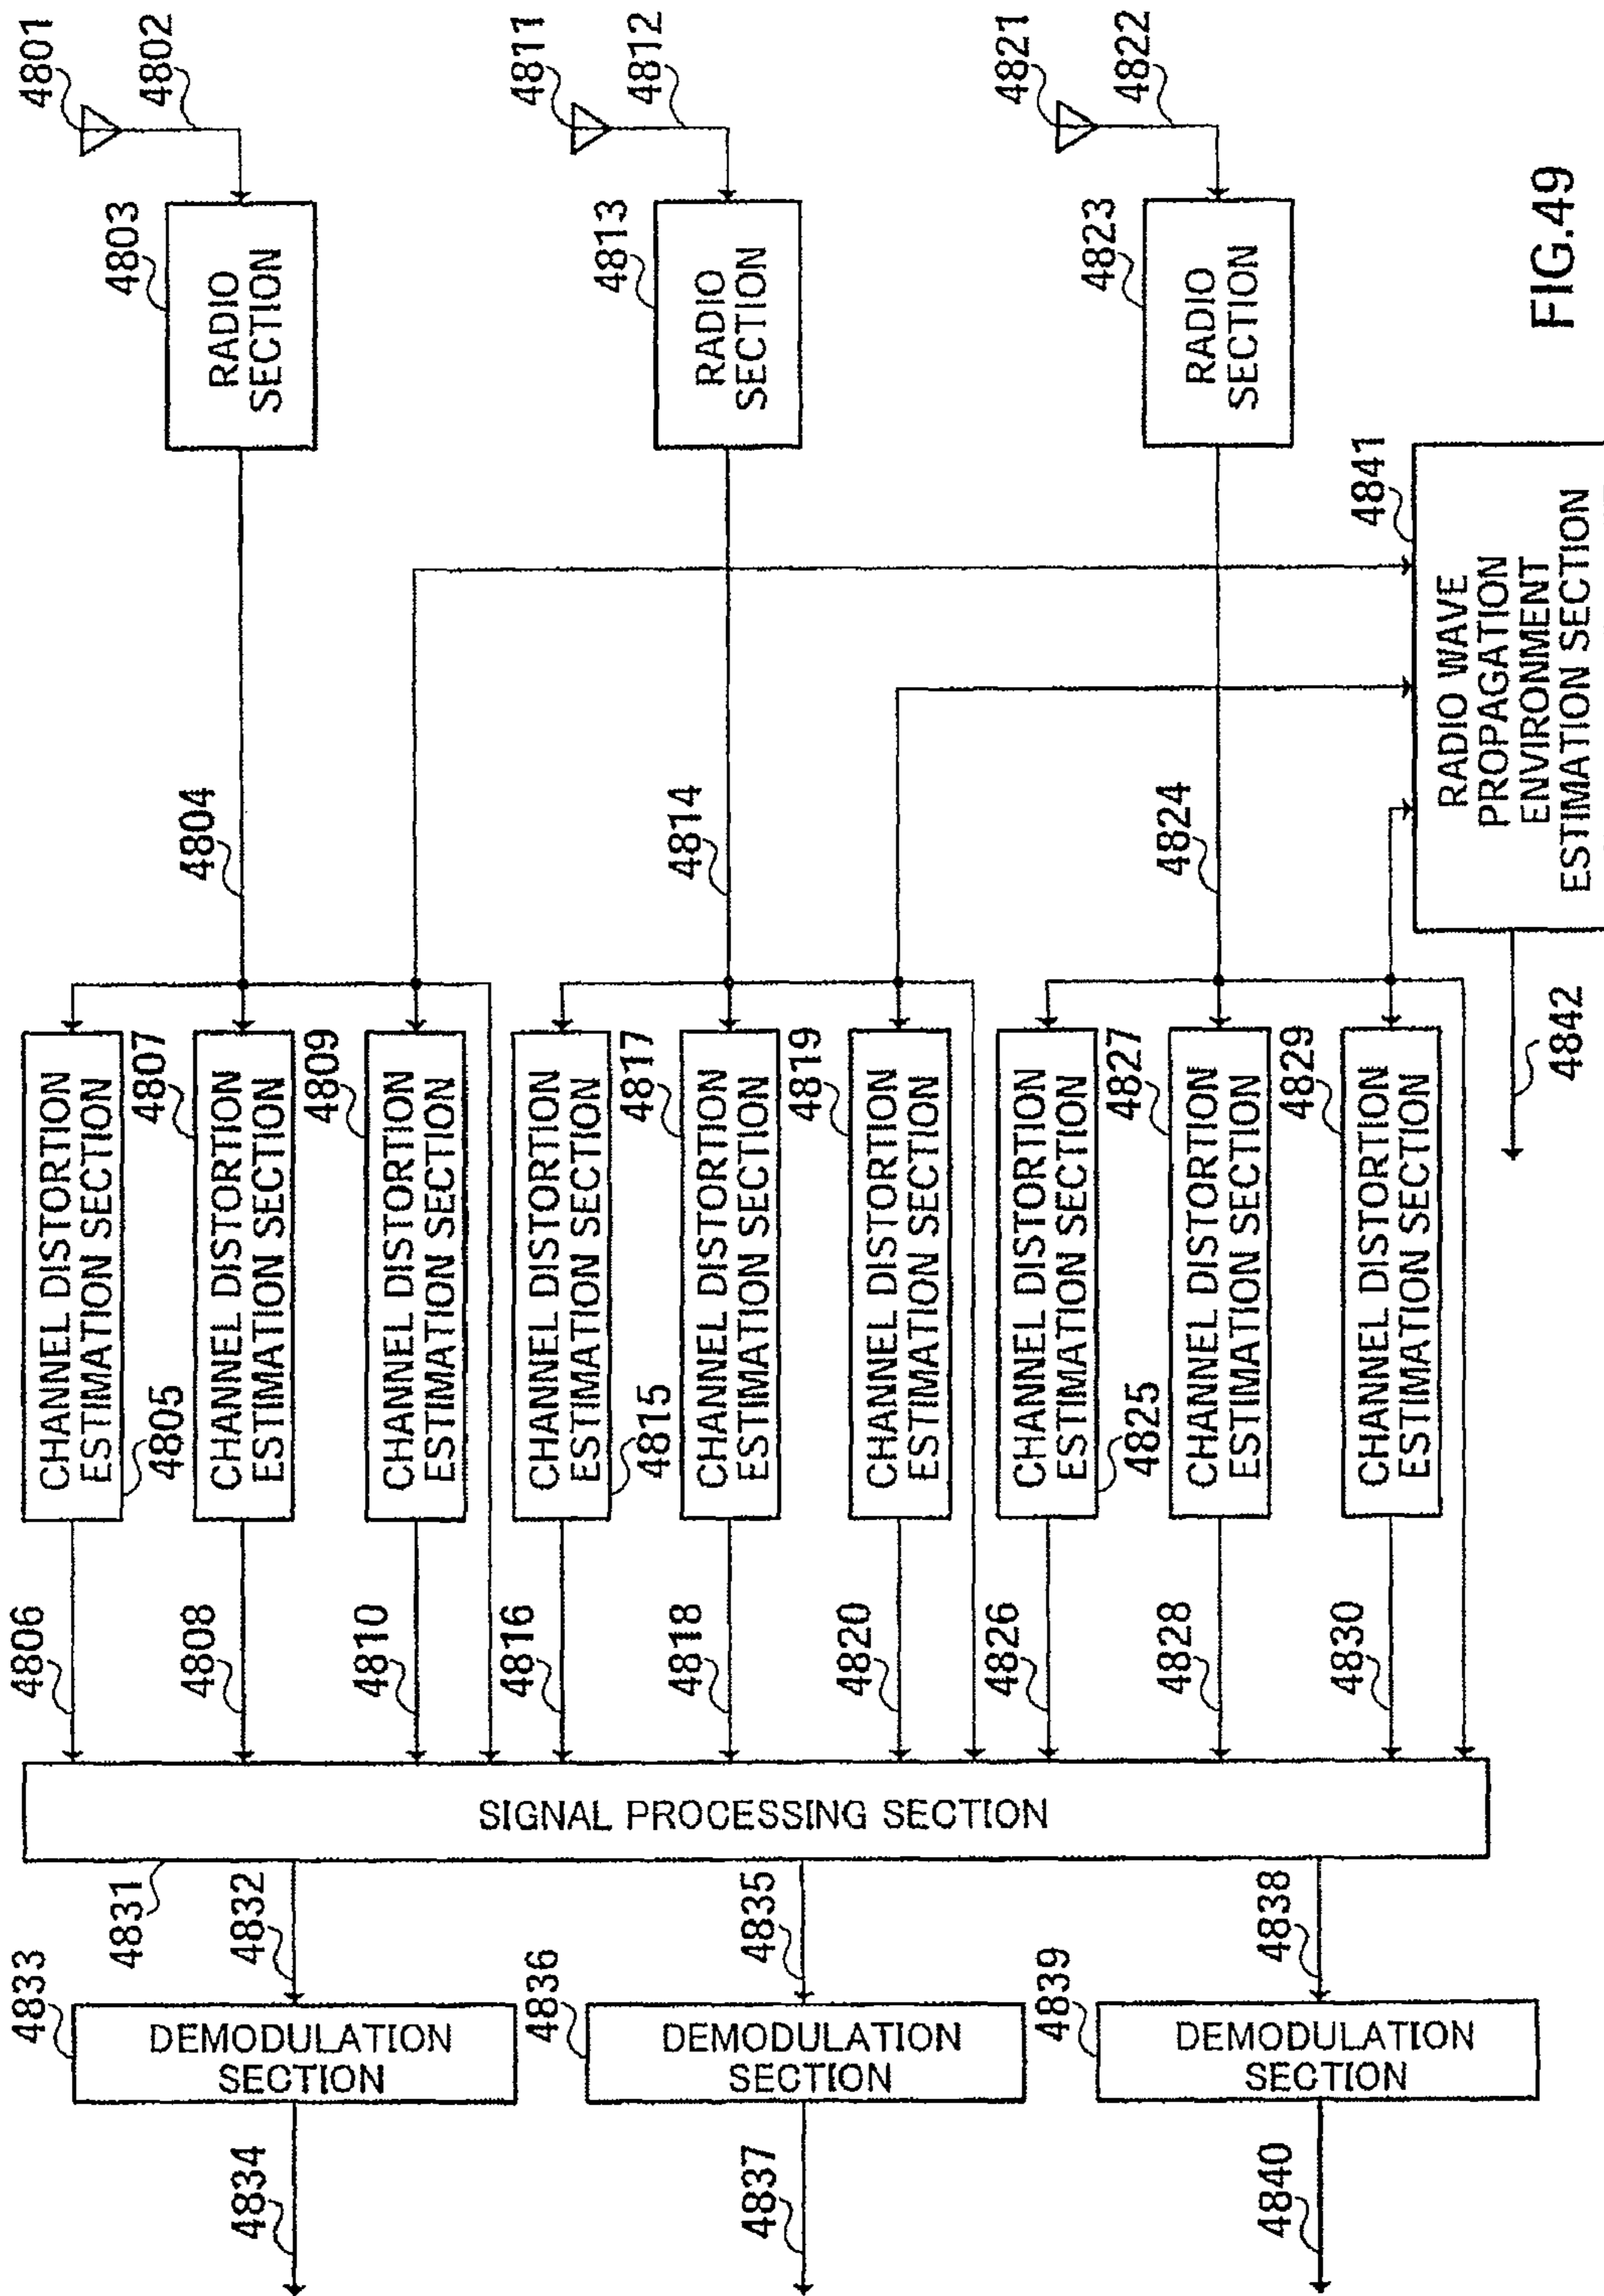 4801
4802
4803
RADIO
SECTION
4804
4811
4812
4813
RADIO
SECTION
4814
4821
4822
4823
RADIO
SECTION
4824
4841
RADIO WAVE
PROPAGATION
ENVIRONMENT
ESTIMATION SECTION
4842
CHANNEL DISTORTION
ESTIMATION SECTION
4805
4806
4807
CHANNEL DISTORTION
ESTIMATION SECTION
4808
4809
CHANNEL DISTORTION
ESTIMATION SECTION
4810
CHANNEL DISTORTION
ESTIMATION SECTION
4815
4816
4817
CHANNEL DISTORTION
ESTIMATION SECTION
4818
4819
CHANNEL DISTORTION
ESTIMATION SECTION
4820
CHANNEL DISTORTION
ESTIMATION SECTION
4825
4826
4827
CHANNEL DISTORTION
ESTIMATION SECTION
4828
4829
CHANNEL DISTORTION
ESTIMATION SECTION
4830
SIGNAL PROCESSING SECTION
4831
4832
4833
DEMODULATION
SECTION
4834
4835
4836
DEMODULATION
SECTION
4837
4838
4839
DEMODULATION
SECTION
4840
FIG.49